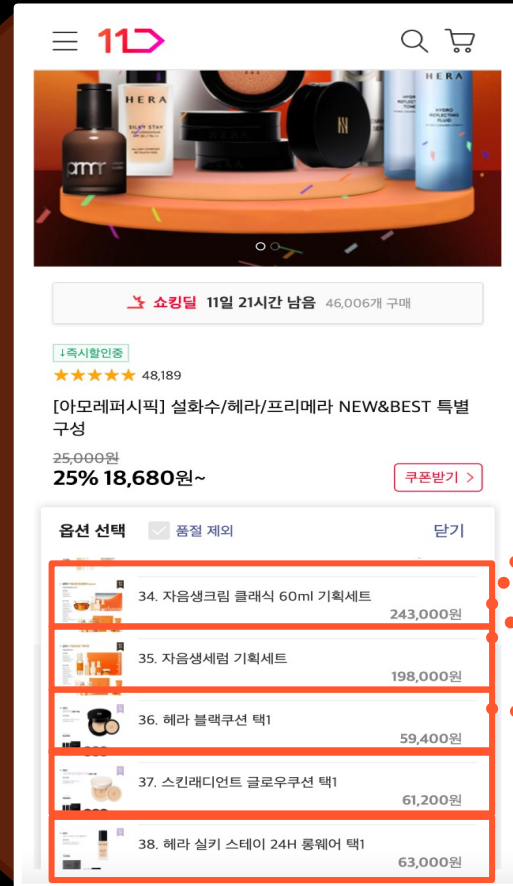 11
HERA
HERA
SILKY STAY
HYDRO
REFLECTING
FLUID
쇼킹딜 11일 21시간 남음 46,006개 구매
↓즉시할인중
★★★★★ 48,189
[아모레퍼시픽] 설화수/헤라/프리메라 NEW&BEST 특별
구성
25,000원
25% 18,680원~
쿠폰받기 >
옵션 선택 품절 제외 닫기
34. 자음생크림 클래식 60ml 기획세트
243,000원
35. 자음생세럼 기획세트
198,000원
36. 헤라 블랙쿠션 택1
59,400원
37. 스킨래디언트 글로우쿠션 택1
61,200원
38. 헤라 실키 스테이 24H 롱웨어 택1
63,000원